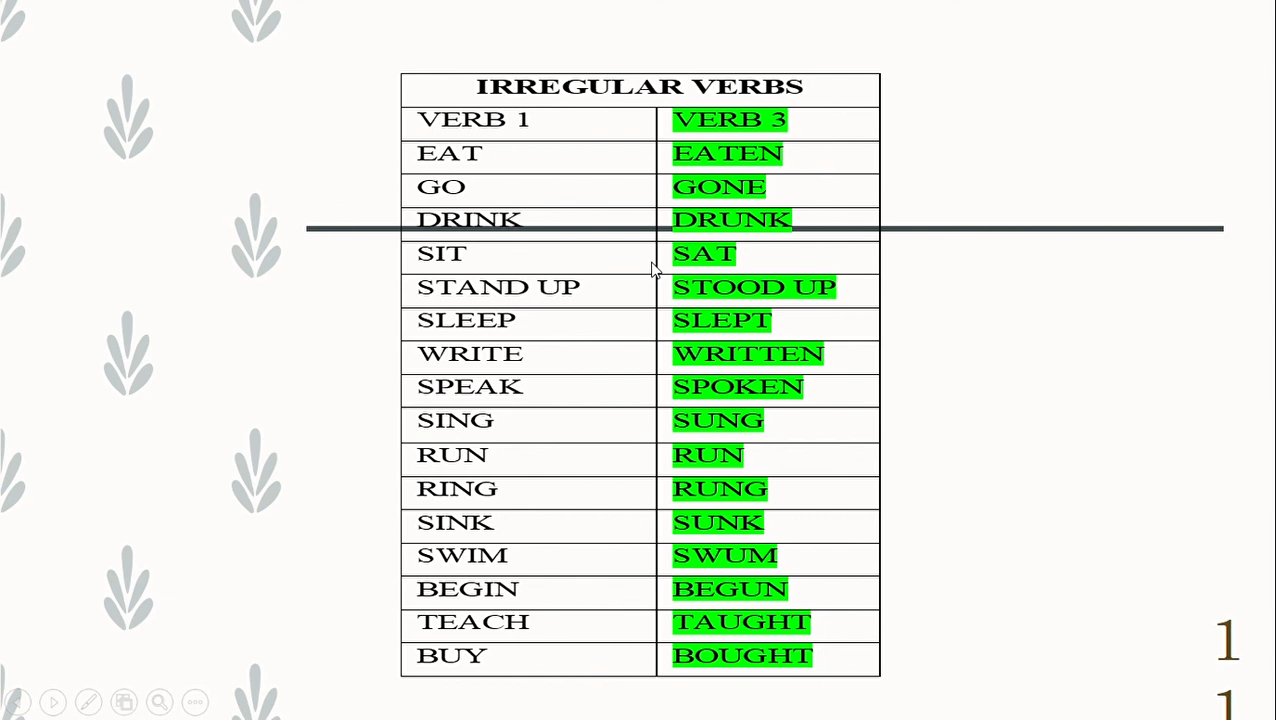 IRREGULAR VERBS
VERB 1 VERB 3
EAT EATEN
GO GONE
DRINK DRUNK
SIT SAT
STAND UP STOOD UP
SLEEP SLEPT
WRITE WRITTEN
SPEAK SPOKEN
SING SUNG
RUN RUN
RING RUNG
SINK SUNK
SWIM SWUM
BEGIN BEGUN
TEACH TAUGHT
BUY BOUGHT
1
1